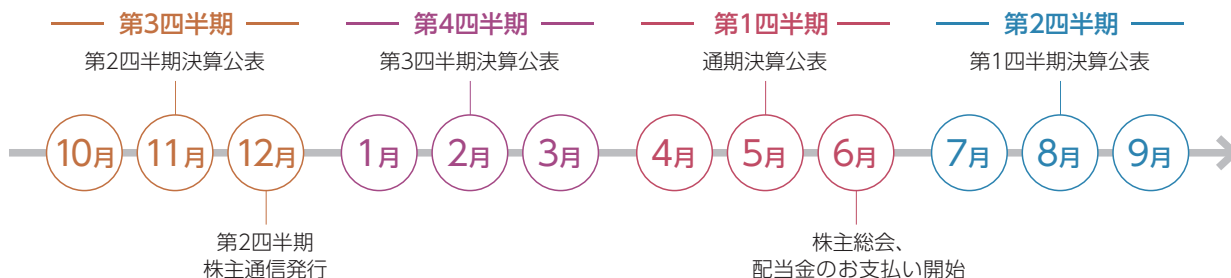 第3四半期
第4四半期
第1四半期
第2四半期
第2四半期決算公表
第3四半期決算公表
通期決算公表
第1四半期決算公表
10月
11月
12月
1月
2月
3月
4月
5月
6月
7月
8月
9月
第2四半期
株主通信発行
株主総会、
配当金のお支払い開始